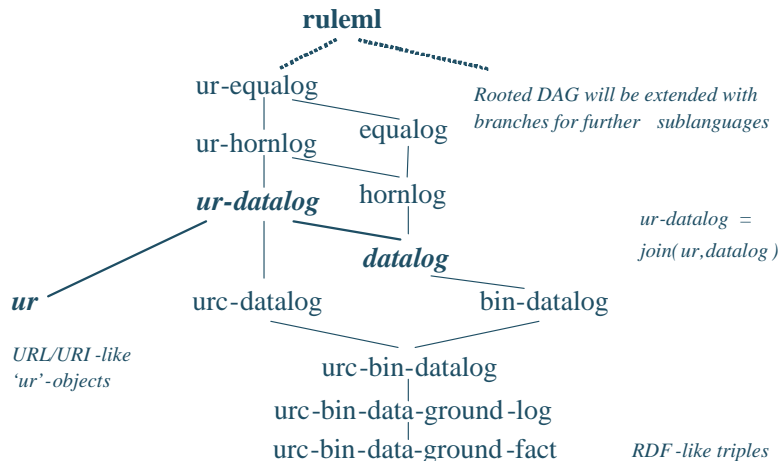 ruleml
ur-equalog
Rooted DAG will be extended with
branches for further sublanguages
equalog
ur-hornlog
ur-datalog
hornlog
ur-datalog =
join(ur,datalog)
datalog
ur
urc-datalog
bin-datalog
URL/URI-like
‘ur’-objects
urc-bin-datalog
urc-bin-data-ground-log
urc-bin-data-ground-fact
RDF-like triples